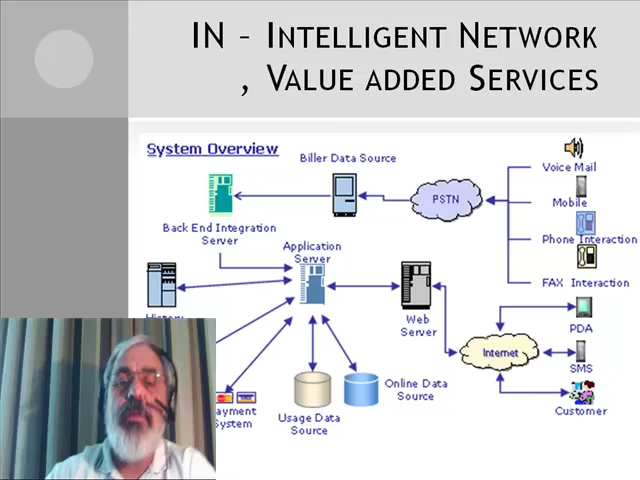 IN – INTELLIGENT NETWORK
, VALUE ADDED SERVICES
System Overview
Biller Data Source
Voice Mail
PSTN
Mobile
Back End Integration
Server
Phone Interaction
Application
Server
FAX Interaction
History
Web
Server
PDA
Internet
SMS
Online Data
Source
Customer
ayment
System
Usage Data
Source